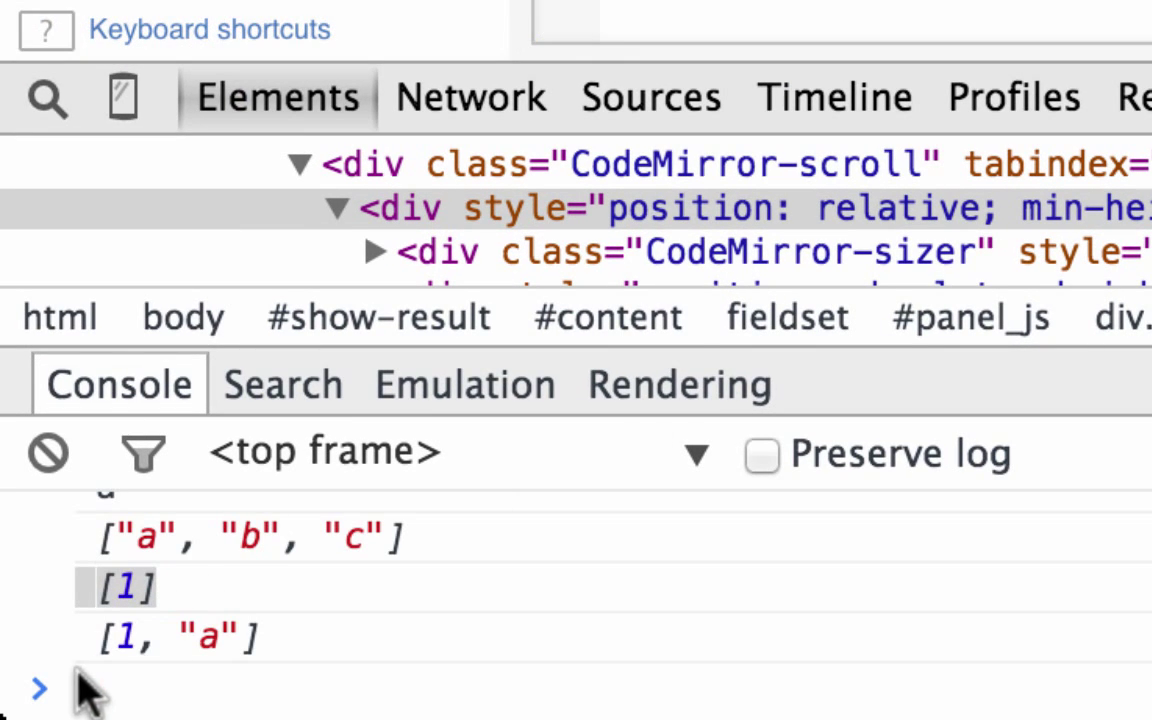 ? Keyboard shortcuts
Elements Network Sources Timeline Profiles Re
▼<div class="CodeMirror-scroll" tabindex="
▼<div style="position: relative; min-hei
▶<div class="CodeMirror-sizer" style="
html body #show-result #content fieldset #panel_js div.
Console Search Emulation Rendering
<top frame> ▼ Preserve log
["a", "b", "c"]
[1]
[1, "a"]
>